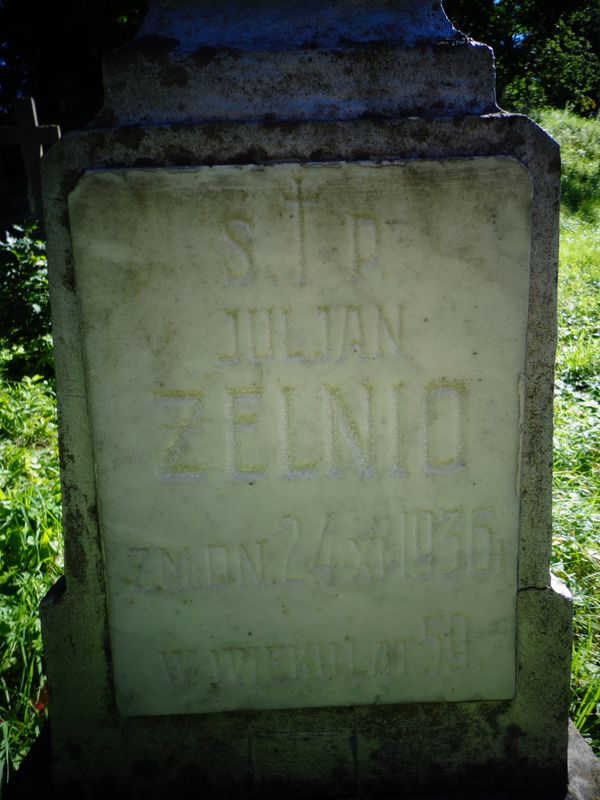 Ś. † P.
JULJAN
ZELNIO
ZM. DN. 24 XI. 1936 R.
W WIEKU LAT 59